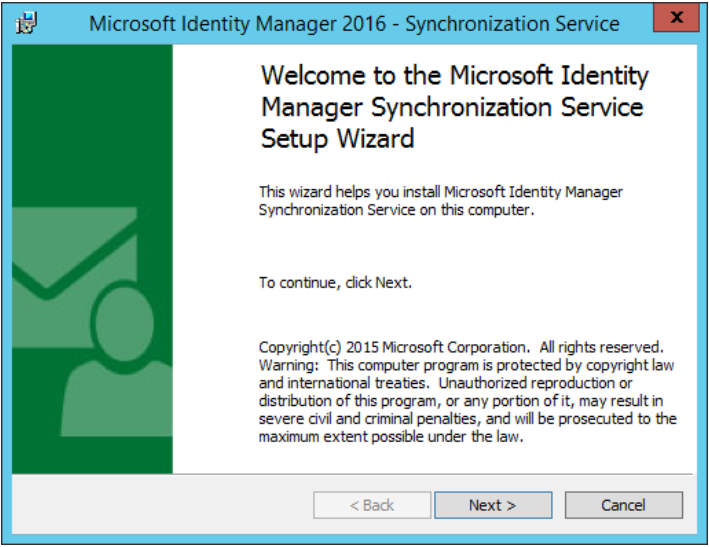 Microsoft Identity Manager 2016 - Synchronization Service
x
Welcome to the Microsoft Identity
Manager Synchronization Service
Setup Wizard
This wizard helps you install Microsoft Identity Manager
Synchronization Service on this computer.
To continue, click Next.
Copyright(c) 2015 Microsoft Corporation.  All rights reserved.
Warning:  This computer program is protected by copyright law
and international treaties.  Unauthorized reproduction or
distribution of this program, or any portion of it, may result in
severe civil and criminal penalties, and will be prosecuted to the
maximum extent possible under the law.
< Back
Next >
Cancel